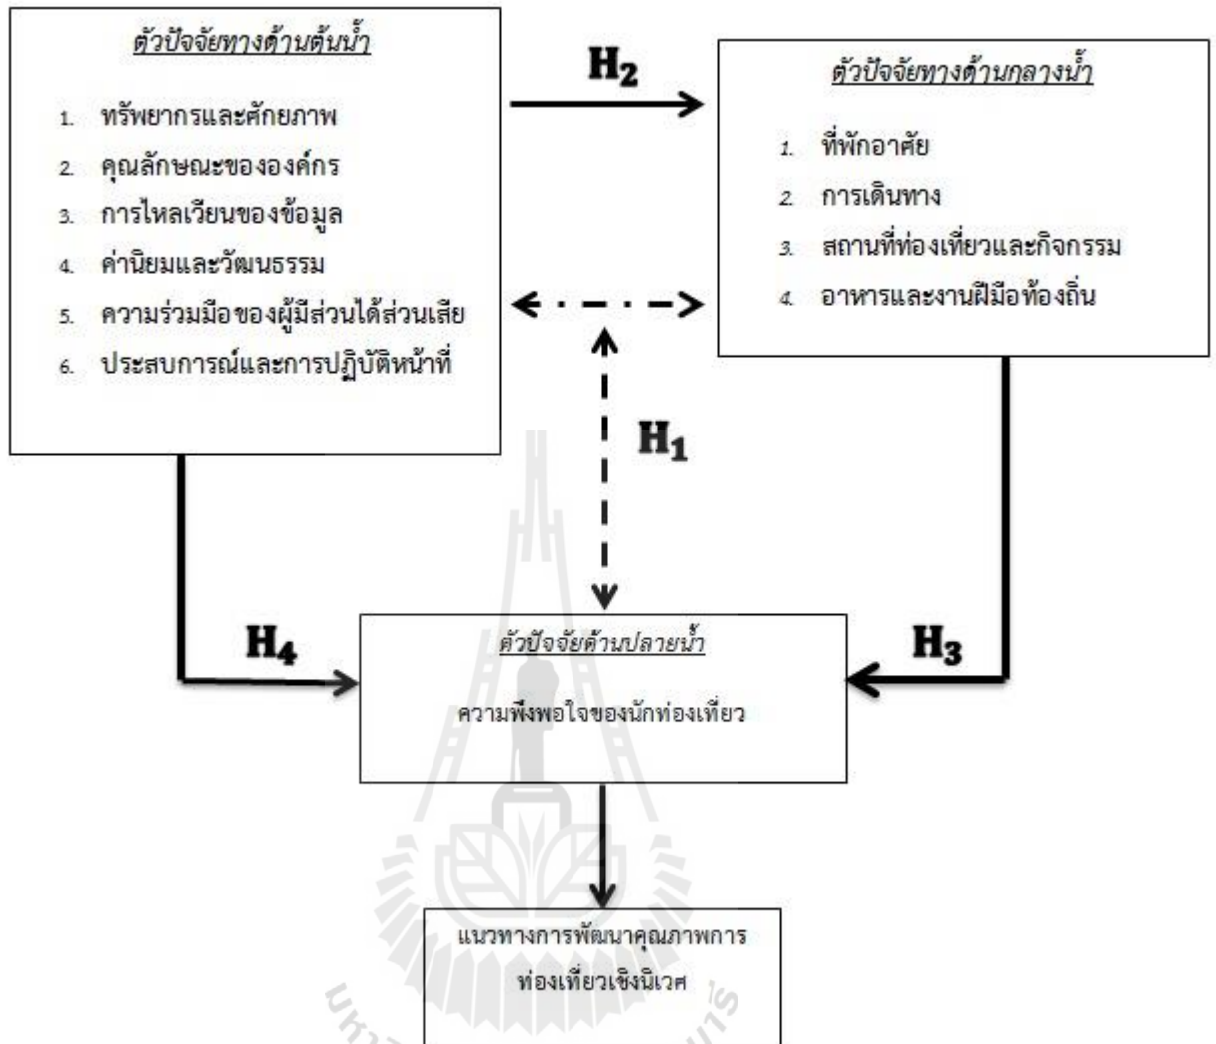 ตัวปัจจัยทางด้านต้นน้ำ
1. ทรัพยากรและศักยภาพ
2. คุณลักษณะขององค์กร
3. การไหลเวียนของข้อมูล
4. ค่านิยมและวัฒนธรรม
5. ความร่วมมือของผู้มีส่วนได้ส่วนเสีย
6. ประสบการณ์และการปฏิบัติหน้าที่
H₂
ตัวปัจจัยทางด้านกลางน้ำ
1. ที่พักอาศัย
2. การเดินทาง
3. สถานที่ท่องเที่ยวและกิจกรรม
4. อาหารและงานฝีมือท้องถิ่น
H₁
H₄
ตัวปัจจัยด้านปลายน้ำ
ความพึงพอใจของนักท่องเที่ยว
H₃
แนวทางการพัฒนาคุณภาพการ
ท่องเที่ยวเชิงนิเวศ